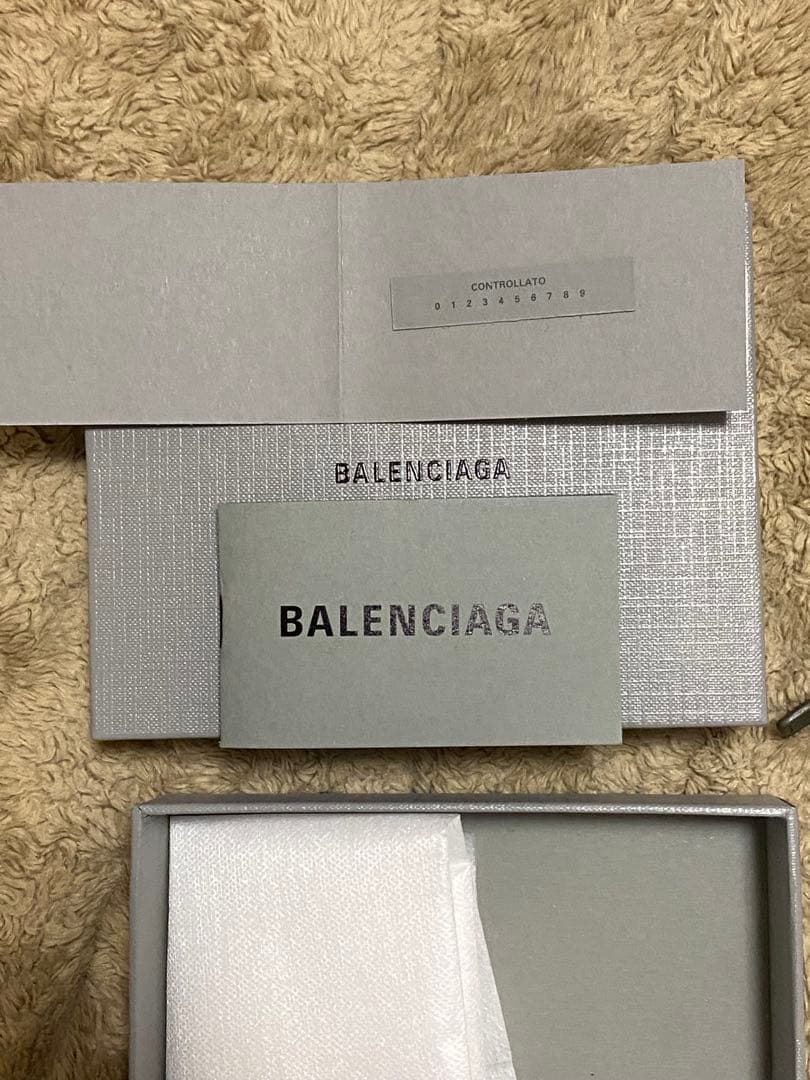 CONTROLLATO
0 1 2 3 4 5 6 7 8 9
BALENCIAGA
BALENCIAGA